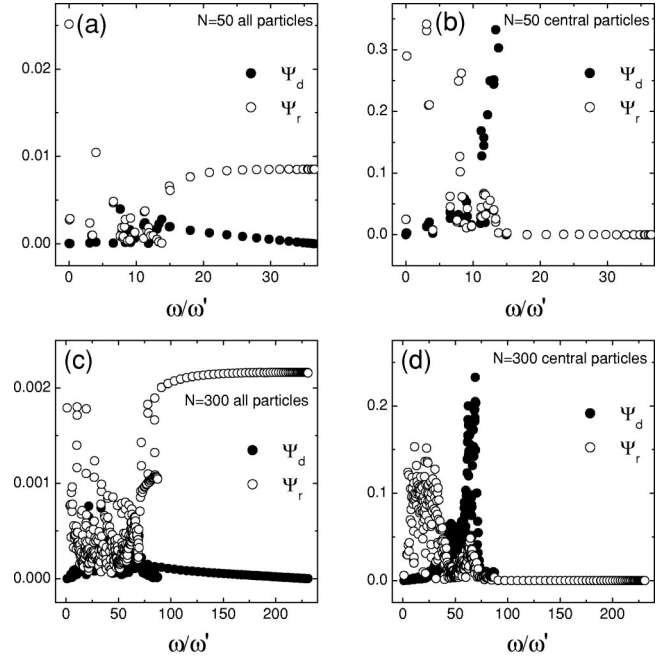 (a)
N=50 all particles
Ψd
Ψr
0.02
0.01
0.00
0 10 20 30
ω/ω'
(b)
N=50 central particles
Ψd
Ψr
0.3
0.2
0.1
0.0
0 10 20 30
ω/ω'
(c)
N=300 all particles
Ψd
Ψr
0.002
0.001
0.000
0 50 100 150 200
ω/ω'
(d)
N=300 central particles
Ψd
Ψr
0.2
0.1
0.0
0 50 100 150 200
ω/ω'